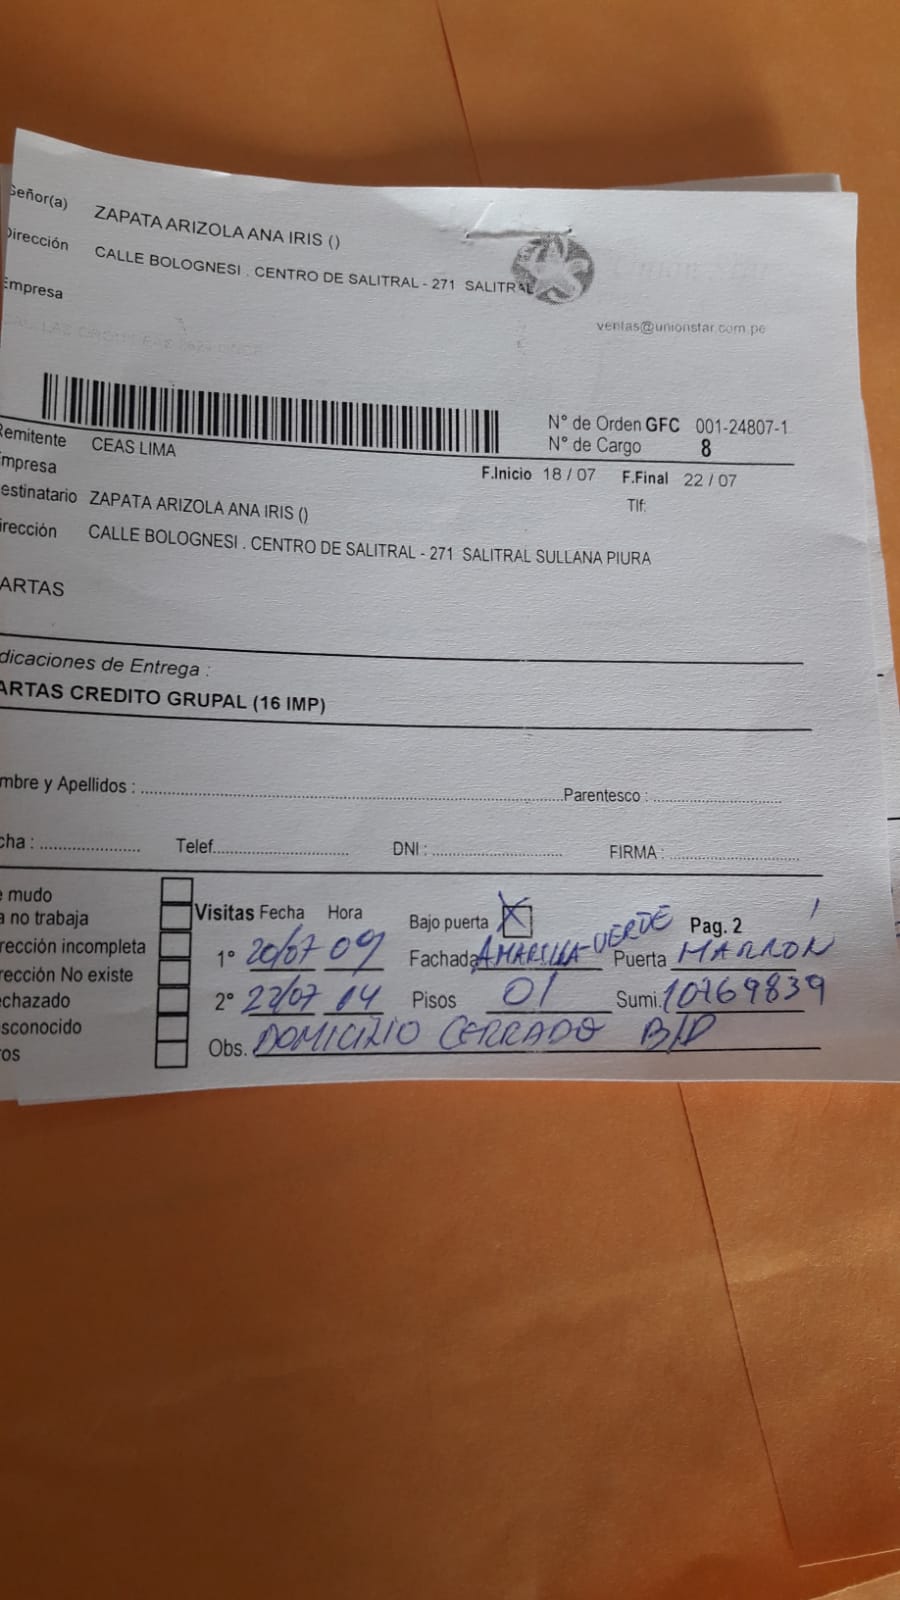 Señor(a) ZAPATA ARIZOLA ANA IRIS ()
Dirección CALLE BOLOGNESI . CENTRO DE SALITRAL - 271 SALITRAL
Empresa
ventas@unionstar.com.pe
N° de Orden GFC 001-24807-1
Remitente CEAS LIMA N° de Cargo 8
mpresa F.Inicio 18 / 07 F.Final 22 / 07
estinatario ZAPATA ARIZOLA ANA IRIS () Tlf:
irección CALLE BOLOGNESI . CENTRO DE SALITRAL - 271 SALITRAL SULLANA PIURA
ARTAS
dicaciones de Entrega :
ARTAS CREDITO GRUPAL (16 IMP)
mbre y Apellidos : Parentesco :
cha : Telef. DNI : FIRMA :
e mudo
a no trabaja Visitas Fecha Hora Bajo puerta X Pag. 2
rección incompleta 1° 20/07 09 Fachada AMARILLA-VERDE Puerta MARRON
rección No existe
echazado 2° 22/07 14 Pisos 01 Sumi. 10769839
sconocido
ros Obs. DOMICILIO CERRADO B/P